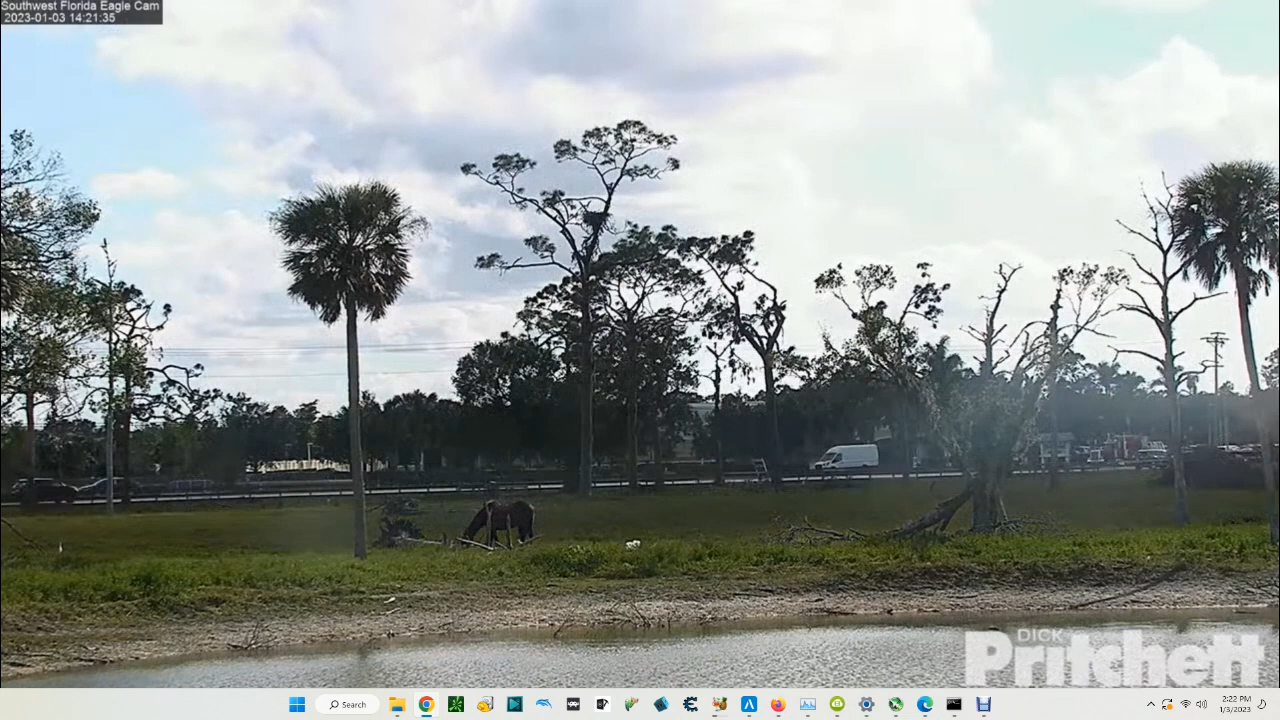 Southwest Florida Eagle Cam
2023-01-03 14:21:35
DICK
Pritchett
Search
2:22 PM
1/3/2023